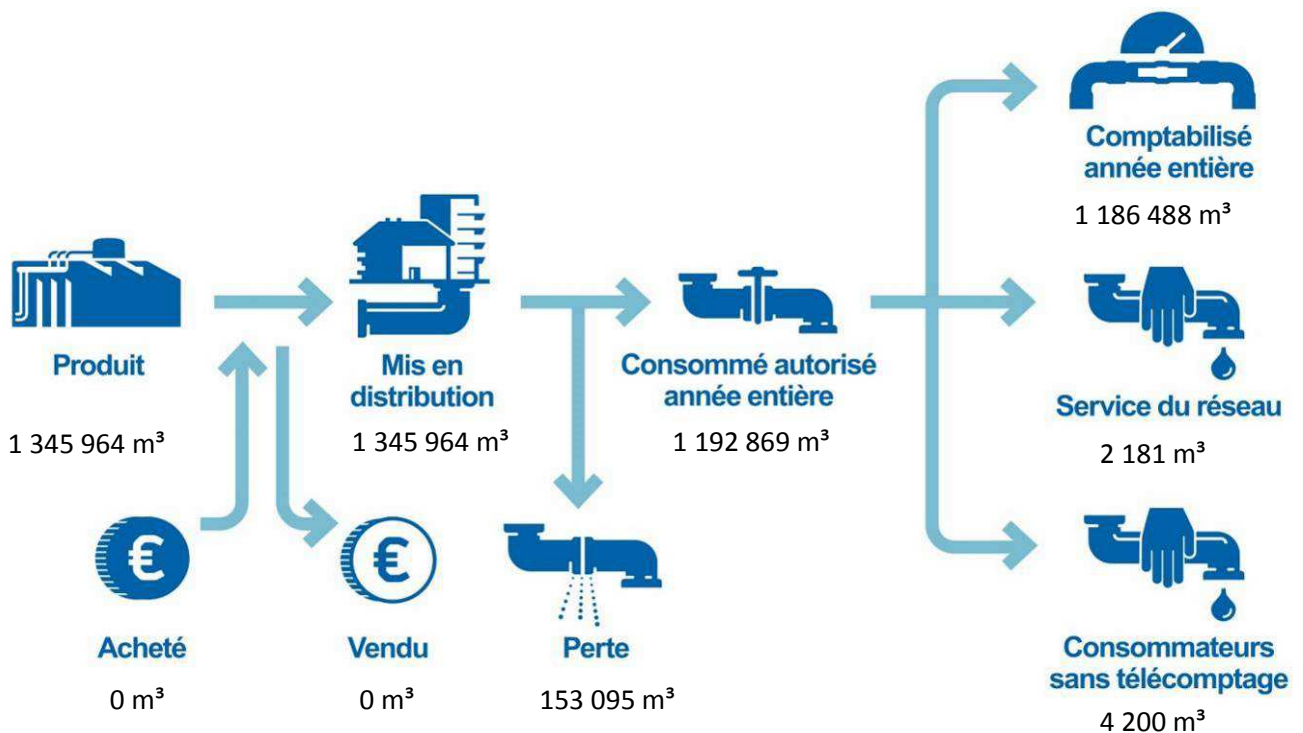 Comptabilisé
année entière
1 186 488 m³
Produit
1 345 964 m³
Mis en
distribution
1 345 964 m³
Consommé autorisé
année entière
1 192 869 m³
Service du réseau
2 181 m³
€
Acheté
0 m³
€
Vendu
0 m³
Perte
153 095 m³
Consommateurs
sans télécomptage
4 200 m³